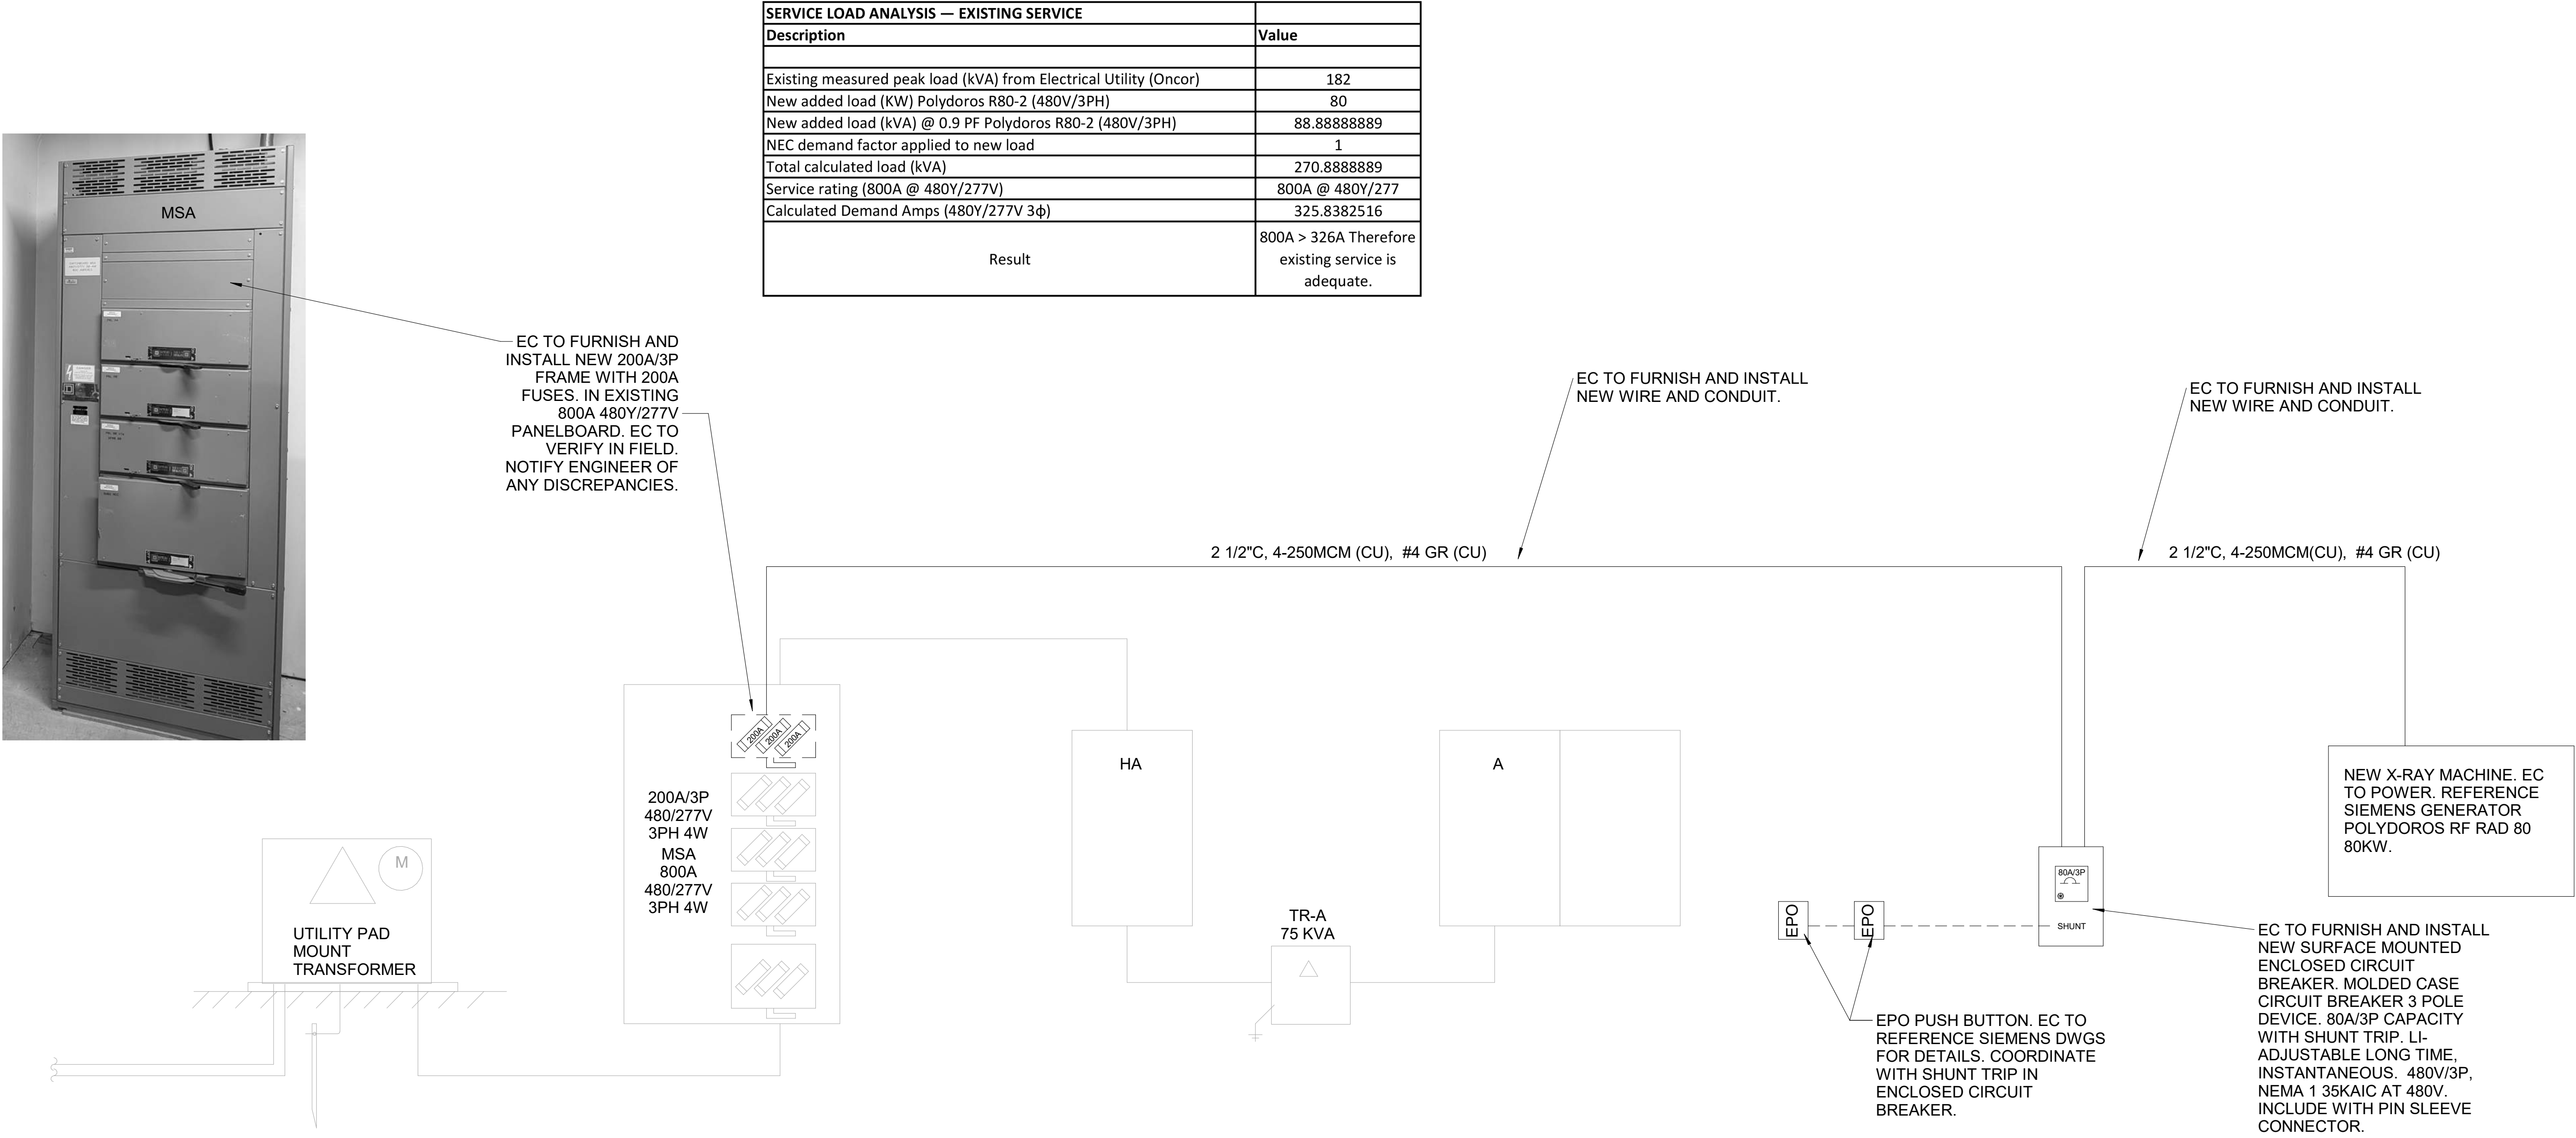 SERVICE LOAD ANALYSIS — EXISTING SERVICE
Description Value
Existing measured peak load (kVA) from Electrical Utility (Oncor) 182
New added load (KW) Polydoros R80-2 (480V/3PH) 80
New added load (kVA) @ 0.9 PF Polydoros R80-2 (480V/3PH) 88.88888889
NEC demand factor applied to new load 1
Total calculated load (kVA) 270.8888889
Service rating (800A @ 480Y/277V) 800A @ 480Y/277
Calculated Demand Amps (480Y/277V 3ϕ) 325.8382516
Result
800A > 326A Therefore
existing service is
adequate.
MSA
EC TO FURNISH AND
INSTALL NEW 200A/3P
FRAME WITH 200A
FUSES. IN EXISTING
800A 480Y/277V
PANELBOARD. EC TO
VERIFY IN FIELD.
NOTIFY ENGINEER OF
ANY DISCREPANCIES.
EC TO FURNISH AND INSTALL
NEW WIRE AND CONDUIT.
EC TO FURNISH AND INSTALL
NEW WIRE AND CONDUIT.
2 1/2"C, 4-250MCM (CU), #4 GR (CU)
2 1/2"C, 4-250MCM(CU), #4 GR (CU)
200A
200A
200A
200A/3P
480/277V
3PH 4W
MSA
800A
480/277V
3PH 4W
M
UTILITY PAD
MOUNT
TRANSFORMER
HA
A
TR-A
75 KVA
EPO
EPO
80A/3P
SHUNT
NEW X-RAY MACHINE. EC
TO POWER. REFERENCE
SIEMENS GENERATOR
POLYDOROS RF RAD 80
80KW.
EPO PUSH BUTTON. EC TO
REFERENCE SIEMENS DWGS
FOR DETAILS. COORDINATE
WITH SHUNT TRIP IN
ENCLOSED CIRCUIT
BREAKER.
EC TO FURNISH AND INSTALL
NEW SURFACE MOUNTED
ENCLOSED CIRCUIT
BREAKER. MOLDED CASE
CIRCUIT BREAKER 3 POLE
DEVICE. 80A/3P CAPACITY
WITH SHUNT TRIP. LI-
ADJUSTABLE LONG TIME,
INSTANTANEOUS. 480V/3P,
NEMA 1 35KAIC AT 480V.
INCLUDE WITH PIN SLEEVE
CONNECTOR.